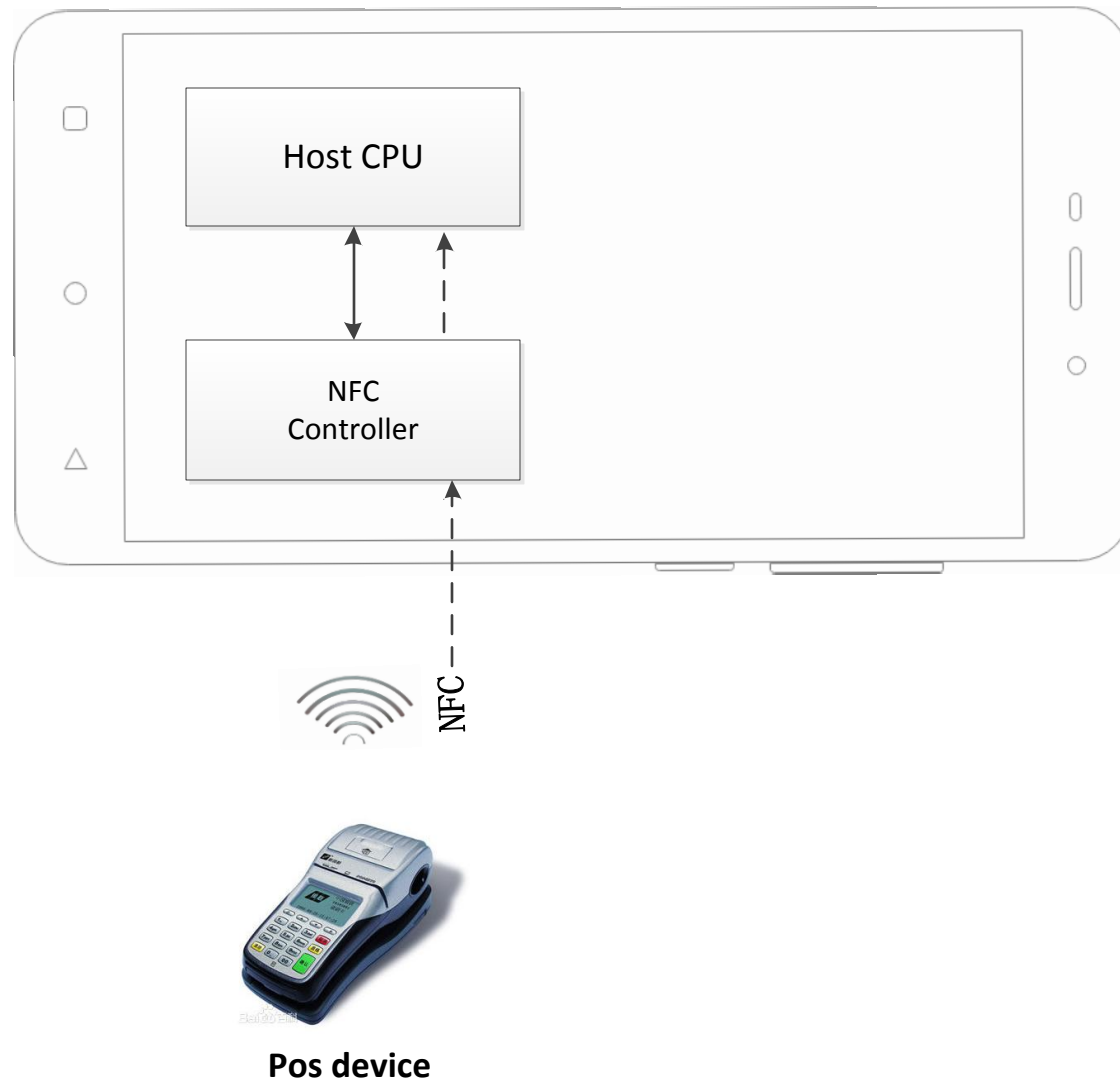 Host CPU
NFC
Controller
NFC
Pos device